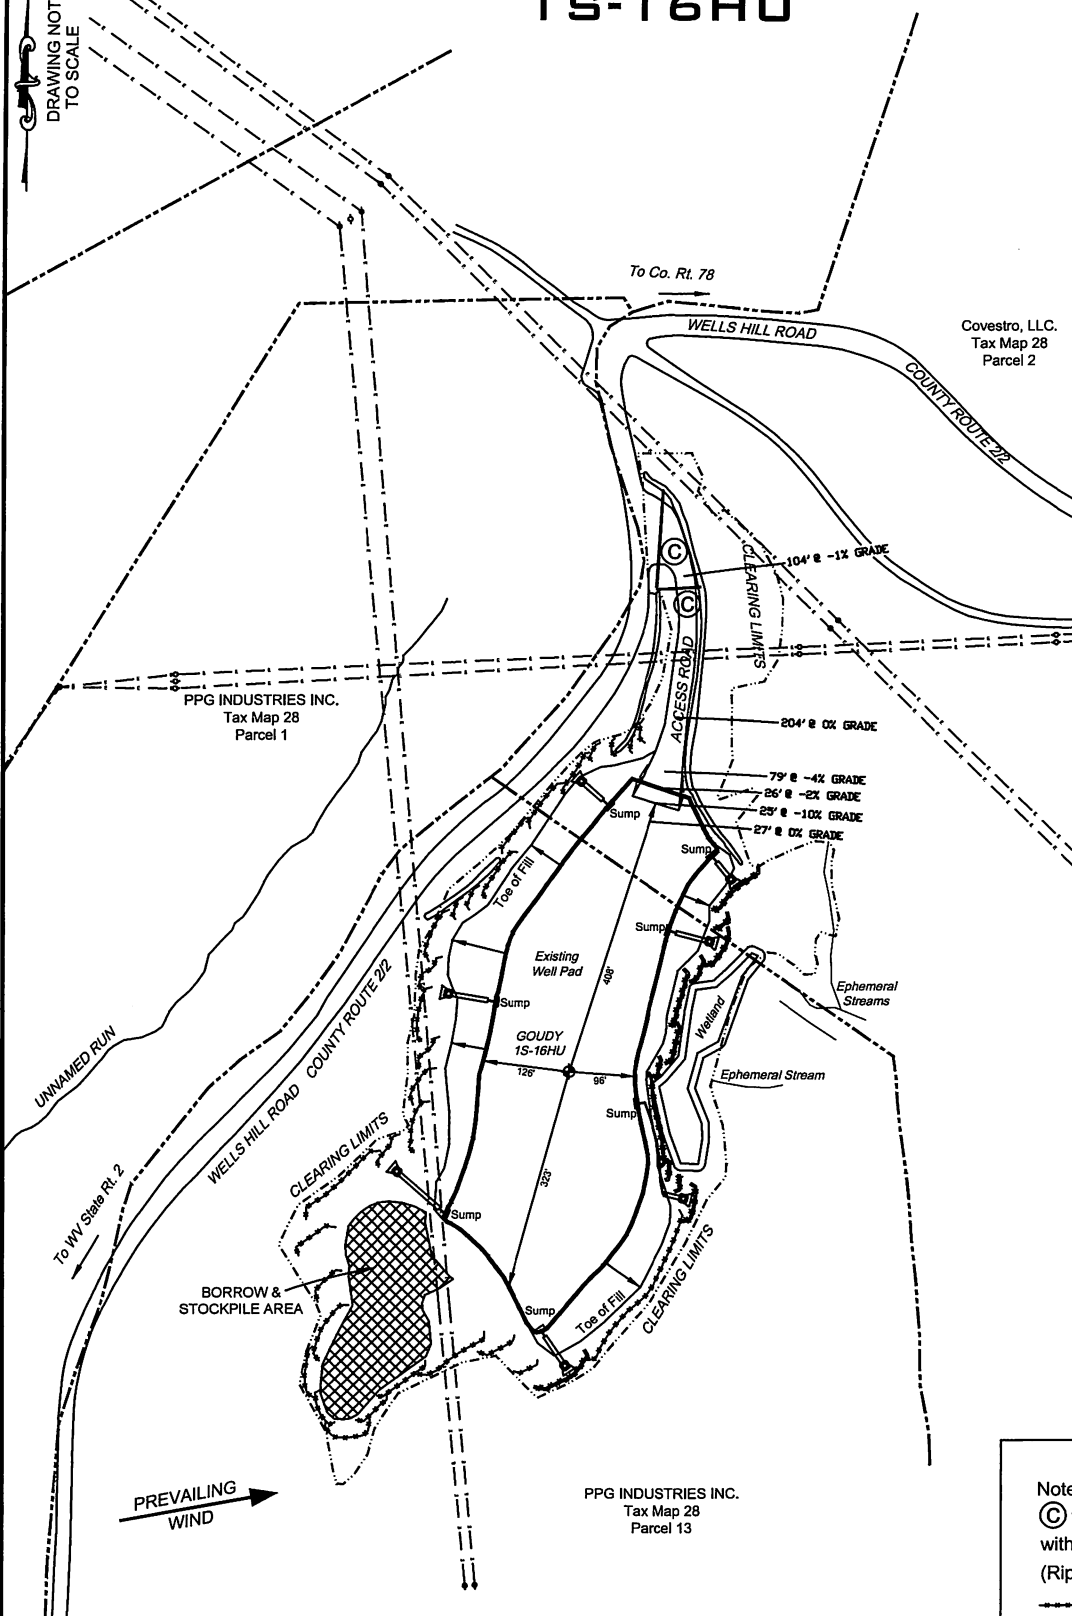 1S-16HU
DRAWING NOT
TO SCALE
To Co. Rt. 78
WELLS HILL ROAD
COUNTY ROUTE 2/2
Covestro, LLC.
Tax Map 28
Parcel 2
C
104' @ -1% GRADE
CLEARING LIMITS
C
ACCESS ROAD
PPG INDUSTRIES INC.
Tax Map 28
Parcel 1
204' @ 0% GRADE
79' @ -4% GRADE
26' @ -2% GRADE
25' @ -10% GRADE
27' @ 0% GRADE
Sump
Sump
Toe of Fill
Sump
Existing
Well Pad
408'
Sump
Wetland
Ephemeral
Streams
GOUDY
1S-16HU
126'
96'
Ephemeral Stream
Sump
UNNAMED RUN
WELLS HILL ROAD COUNTY ROUTE 2/2
CLEARING LIMITS
323'
Sump
To WV State Rt. 2
BORROW &
STOCKPILE AREA
Sump
Toe of Fill
CLEARING LIMITS
PREVAILING
WIND
PPG INDUSTRIES INC.
Tax Map 28
Parcel 13
Note
C
with
(Rip